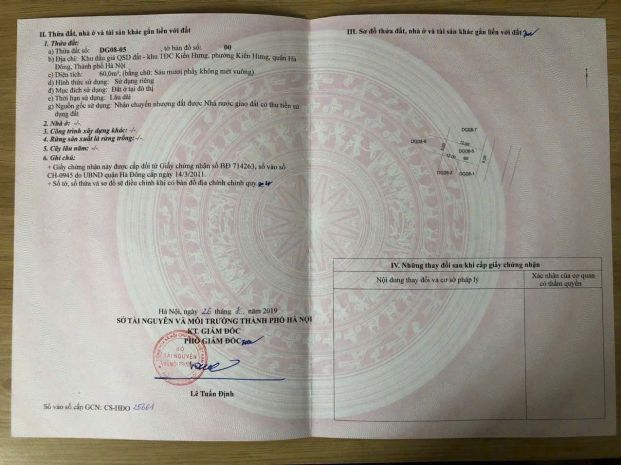 II. Thửa đất, nhà ở và tài sản khác gắn liền với đất
1. Thửa đất:
a) Thửa đất số: DG08-05, tờ bản đồ số: 00
b) Địa chỉ: Khu đấu giá QSD đất - khu TĐC Kiến Hưng, phường Kiến Hưng, quận Hà
Đông, Thành phố Hà Nội
c) Diện tích: 60,0m², (bằng chữ: Sáu mươi phẩy không mét vuông)
d) Hình thức sử dụng: Sử dụng riêng
đ) Mục đích sử dụng: Đất ở tại đô thị
e) Thời hạn sử dụng: Lâu dài
g) Nguồn gốc sử dụng: Nhận chuyển nhượng đất được Nhà nước giao đất có thu tiền sử
dụng đất
2. Nhà ở: -/-
3. Công trình xây dựng khác: -/-
4. Rừng sản xuất là rừng trồng: -/-
5. Cây lâu năm: -/-
6. Ghi chú:
+ Giấy chứng nhận này được cấp đổi từ Giấy chứng nhận số BĐ 714263, số vào sổ
CH-0945 do UBND quận Hà Đông cấp ngày 14/3/2011.
+ Số tờ, số thửa và sơ đồ sẽ điều chỉnh khi có bản đồ địa chính chính quy
Hà Nội, ngày 26 tháng năm 2019
SỞ TÀI NGUYÊN VÀ MÔI TRƯỜNG THÀNH PHỐ HÀ NỘI
KT. GIÁM ĐỐC
PHÓ GIÁM ĐỐC
SỞ
TÀI NGUYÊN
Lê Tuấn Định
Số vào sổ cấp GCN: CS-HĐO
III. Sơ đồ thửa đất, nhà ở và tài sản khác gắn liền với đất
DG08-7
DG08-6
12.00
5.00
DG08-5
60
12.00
DG08-2
DG08-1
IV. Những thay đổi sau khi cấp giấy chứng nhận
Nội dung thay đổi và cơ sở pháp lý
Xác nhận của cơ quan
có thẩm quyền